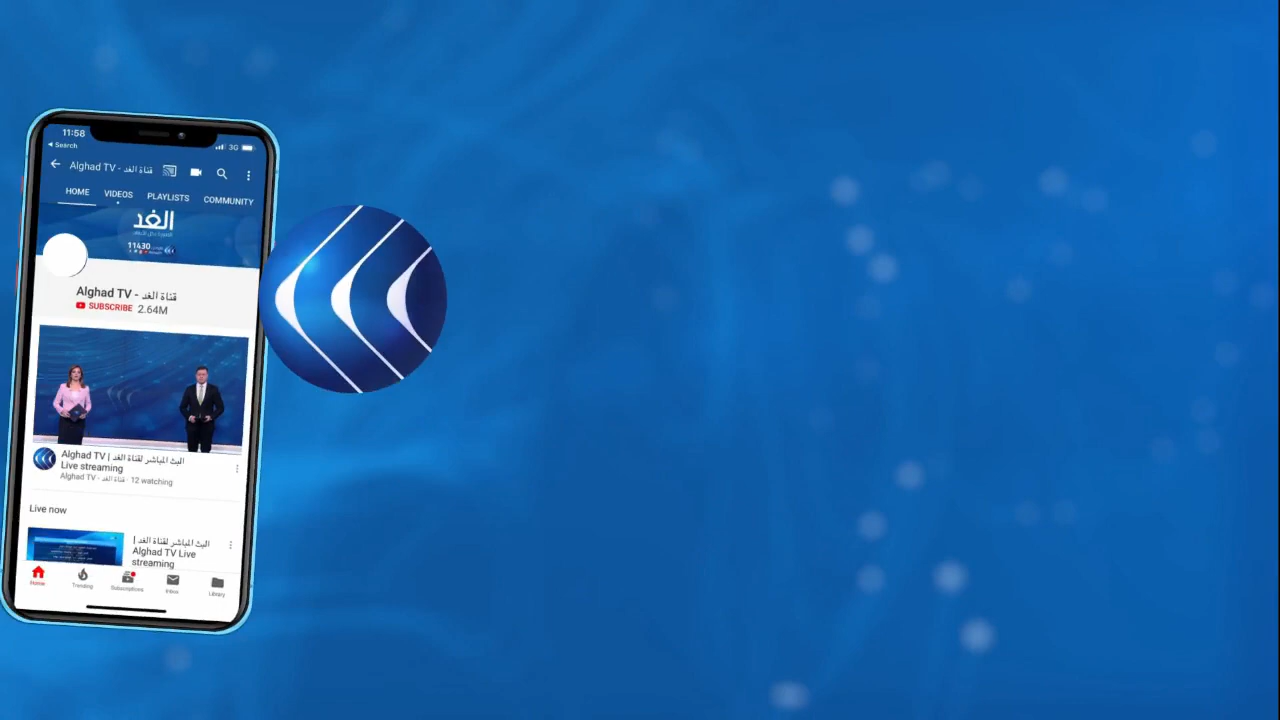 11:58
Search
3G
Alghad TV - قناة الغد
HOME VIDEOS PLAYLISTS COMMUNITY
الغد
11430
Alghad TV - قناة الغد
SUBSCRIBE 2.64M
Alghad TV | البث المباشر لقناة الغد
Live streaming
Alghad TV - قناة الغد · 12 watching
Live now
البث المباشر لقناة الغد |
Alghad TV Live
streaming
Home Trending Subscriptions Inbox Library